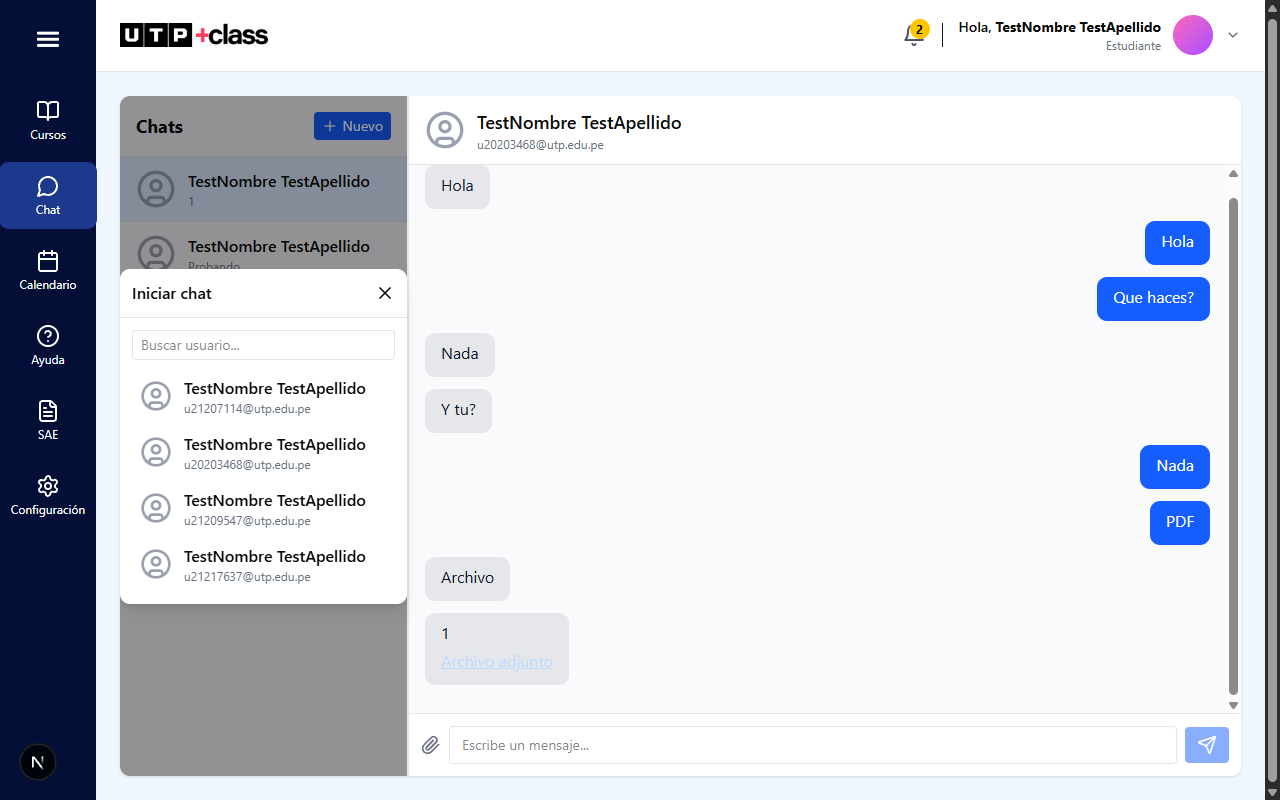 UTP+class
2
Hola, TestNombre TestApellido
Estudiante
Cursos
Chat
Calendario
Ayuda
SAE
Configuración
N
Chats
+ Nuevo
TestNombre TestApellido
1
TestNombre TestApellido
Probando
Iniciar chat
Buscar usuario...
TestNombre TestApellido
u21207114@utp.edu.pe
TestNombre TestApellido
u20203468@utp.edu.pe
TestNombre TestApellido
u21209547@utp.edu.pe
TestNombre TestApellido
u21217637@utp.edu.pe
TestNombre TestApellido
u20203468@utp.edu.pe
Hola
Hola
Que haces?
Nada
Y tu?
Nada
PDF
Archivo
1
Archivo adjunto
Escribe un mensaje...